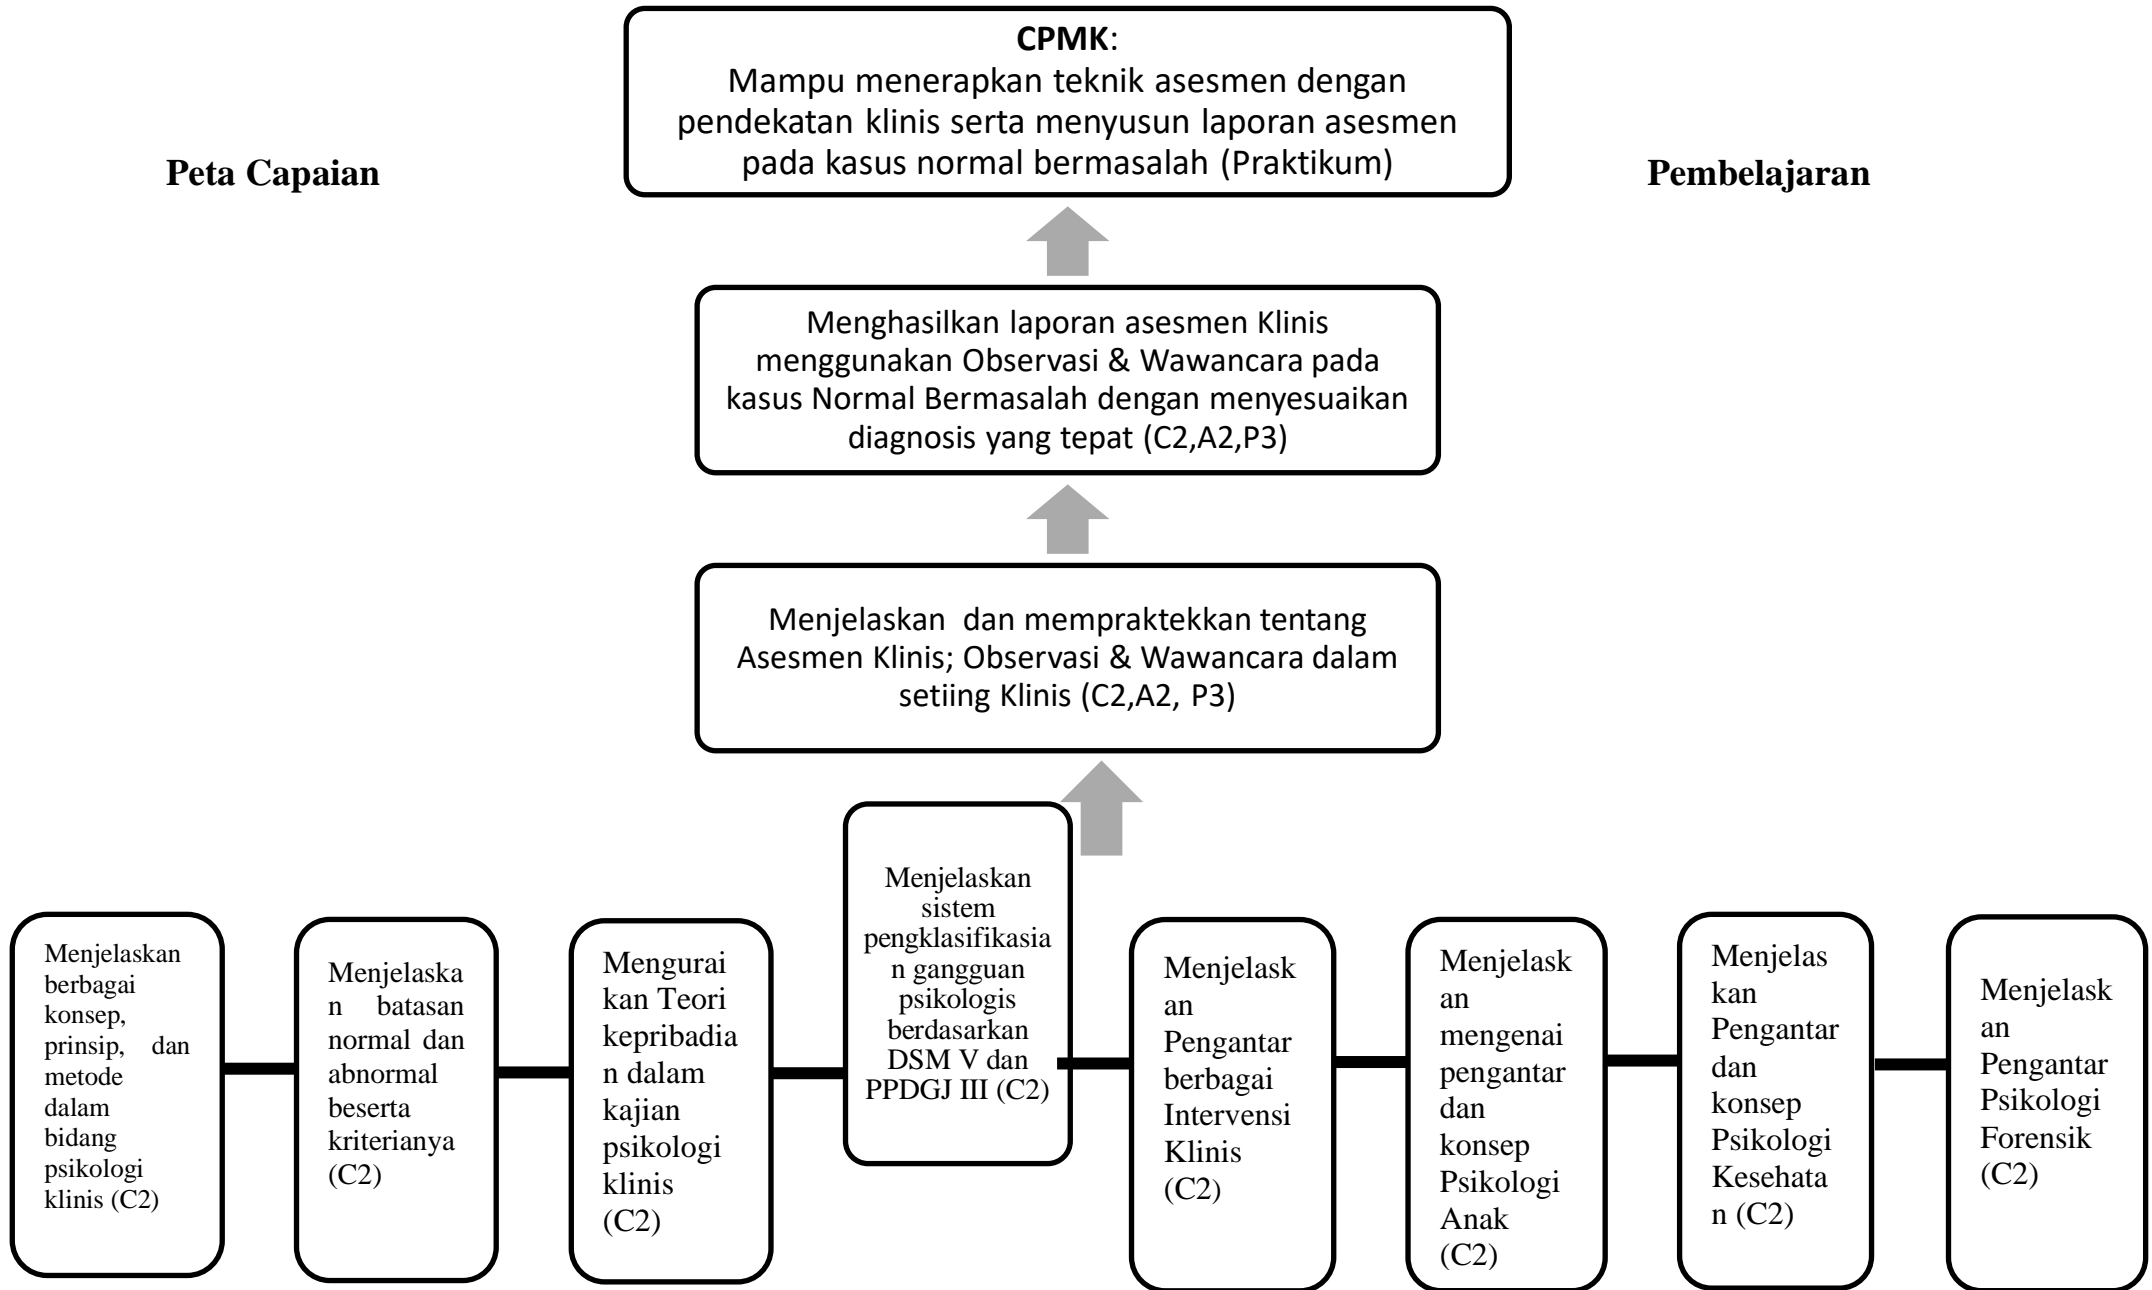 CPMK:
Mampu menerapkan teknik asesmen dengan
pendekatan klinis serta menyusun laporan asesmen
pada kasus normal bermasalah (Praktikum)
Peta Capaian
Pembelajaran
Menghasilkan laporan asesmen Klinis
menggunakan Observasi & Wawancara pada
kasus Normal Bermasalah dengan menyesuaikan
diagnosis yang tepat (C2,A2,P3)
Menjelaskan  dan mempraktekkan tentang
Asesmen Klinis; Observasi & Wawancara dalam
setiing Klinis (C2,A2, P3)
Menjelaskan
berbagai
konsep,
prinsip, dan
metode
dalam
bidang
psikologi
klinis (C2)
Menjelaska
n batasan
normal dan
abnormal
beserta
kriterianya
(C2)
Mengurai
kan Teori
kepribadia
n dalam
kajian
psikologi
klinis
(C2)
Menjelaskan
sistem
pengklasifikasia
n gangguan
psikologis
berdasarkan
DSM V dan
PPDGJ III (C2)
Menjelask
an
Pengantar
berbagai
Intervensi
Klinis
(C2)
Menjelask
an
mengenai
pengantar
dan
konsep
Psikologi
Anak
(C2)
Menjelas
kan
Pengantar
dan
konsep
Psikologi
Kesehata
n (C2)
Menjelask
an
Pengantar
Psikologi
Forensik
(C2)